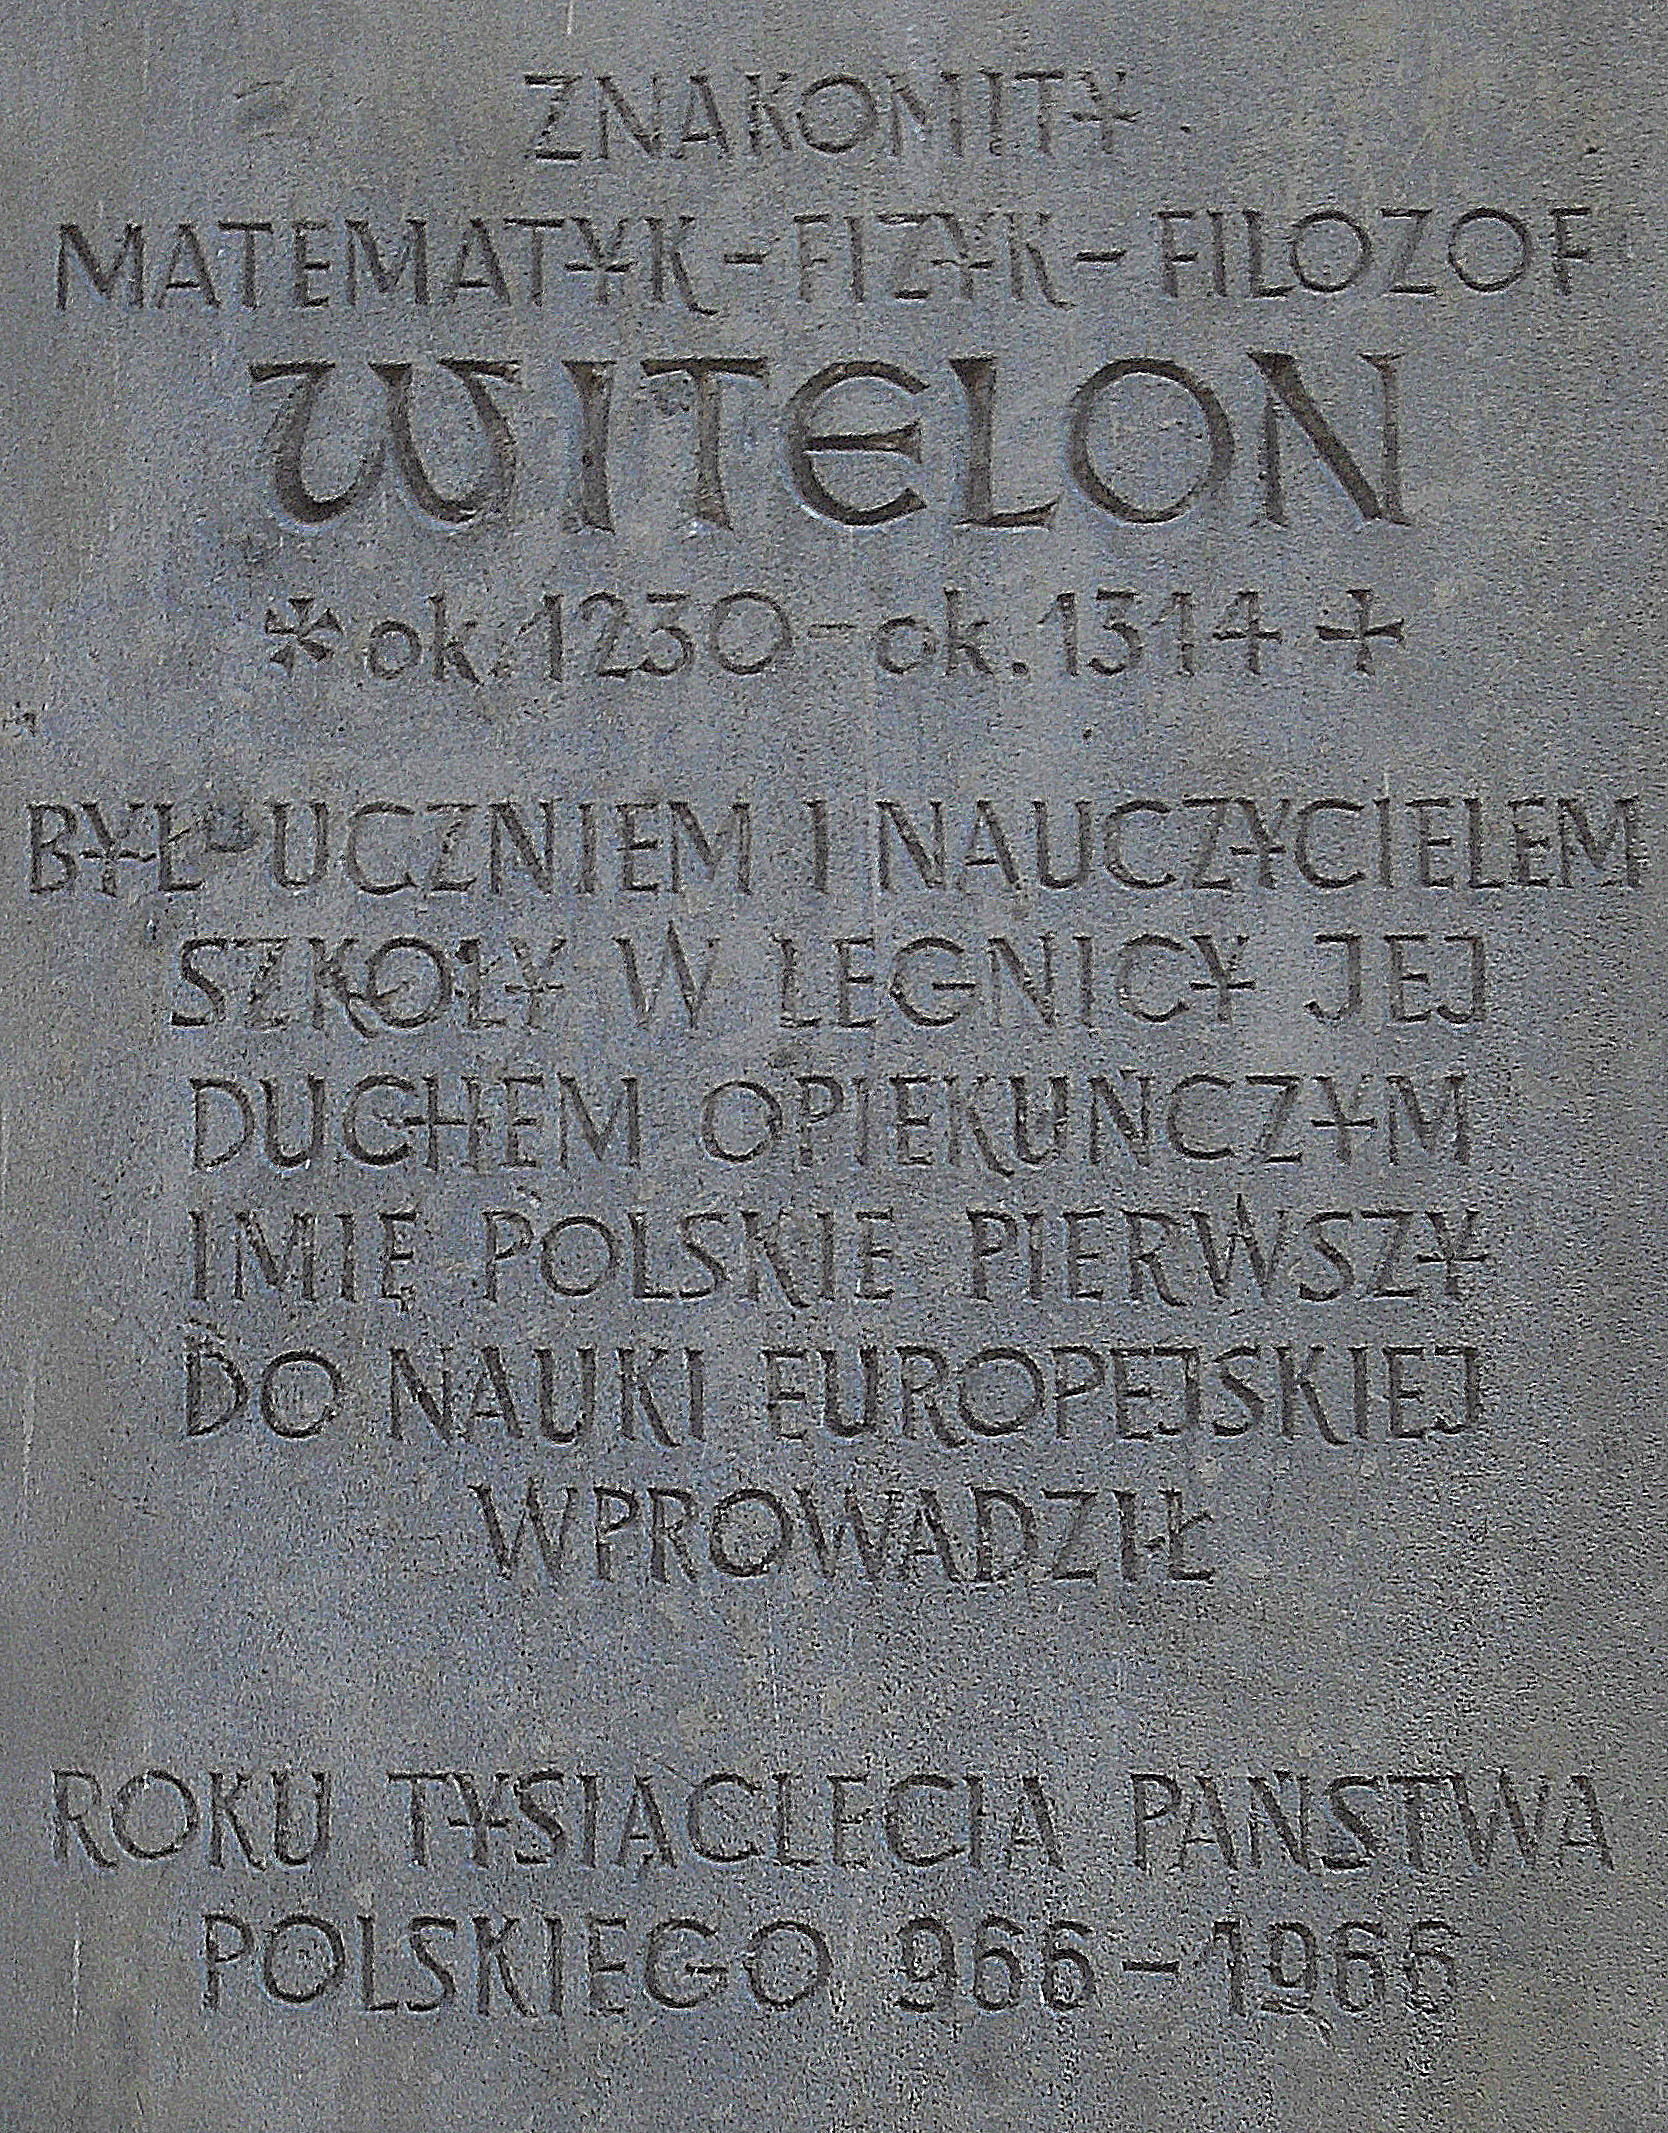 ZNAKOMITY
MATEMATYK - FIZYK - FILOZOF
WITELON
* ok. 1230 - ok. 1314 +
BYŁ UCZNIEM I NAUCZYCIELEM
SZKOŁY W LEGNICY JEJ
DUCHEM OPIEKUŃCZYM
IMIĘ POLSKIE PIERWSZY
DO NAUKI EUROPEJSKIEJ
WPROWADZIŁ
ROKU TYSIĄCLECIA PAŃSTWA
POLSKIEGO 966 - 1966